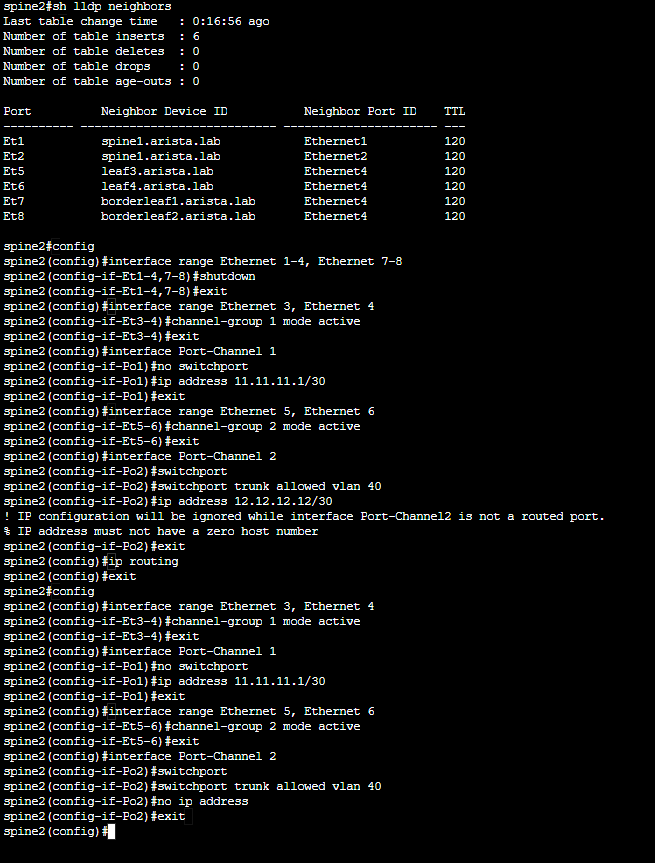 spine2#sh lldp neighbors
Last table change time   : 0:16:56 ago
Number of table inserts  : 6
Number of table deletes  : 0
Number of table drops    : 0
Number of table age-outs : 0

Port          Neighbor Device ID           Neighbor Port ID    TTL
---------- ---------------------------- ---------------------- ---
Et1           spine1.arista.lab            Ethernet1           120
Et2           spine1.arista.lab            Ethernet2           120
Et5           leaf3.arista.lab             Ethernet4           120
Et6           leaf4.arista.lab             Ethernet4           120
Et7           borderleaf1.arista.lab       Ethernet4           120
Et8           borderleaf2.arista.lab       Ethernet4           120

spine2#config
spine2(config)#interface range Ethernet 1-4, Ethernet 7-8
spine2(config-if-Et1-4,7-8)#shutdown
spine2(config-if-Et1-4,7-8)#exit
spine2(config)#interface range Ethernet 3, Ethernet 4
spine2(config-if-Et3-4)#channel-group 1 mode active
spine2(config-if-Et3-4)#exit
spine2(config)#interface Port-Channel 1
spine2(config-if-Po1)#no switchport
spine2(config-if-Po1)#ip address 11.11.11.1/30
spine2(config-if-Po1)#exit
spine2(config)#interface range Ethernet 5, Ethernet 6
spine2(config-if-Et5-6)#channel-group 2 mode active
spine2(config-if-Et5-6)#exit
spine2(config)#interface Port-Channel 2
spine2(config-if-Po2)#switchport
spine2(config-if-Po2)#switchport trunk allowed vlan 40
spine2(config-if-Po2)#ip address 12.12.12.12/30
! IP configuration will be ignored while interface Port-Channel2 is not a routed port.
% IP address must not have a zero host number
spine2(config-if-Po2)#exit
spine2(config)#ip routing
spine2(config)#exit
spine2#config
spine2(config)#interface range Ethernet 3, Ethernet 4
spine2(config-if-Et3-4)#channel-group 1 mode active
spine2(config-if-Et3-4)#exit
spine2(config)#interface Port-Channel 1
spine2(config-if-Po1)#no switchport
spine2(config-if-Po1)#ip address 11.11.11.1/30
spine2(config-if-Po1)#exit
spine2(config)#interface range Ethernet 5, Ethernet 6
spine2(config-if-Et5-6)#channel-group 2 mode active
spine2(config-if-Et5-6)#exit
spine2(config)#interface Port-Channel 2
spine2(config-if-Po2)#switchport
spine2(config-if-Po2)#switchport trunk allowed vlan 40
spine2(config-if-Po2)#no ip address
spine2(config-if-Po2)#exit
spine2(config)#